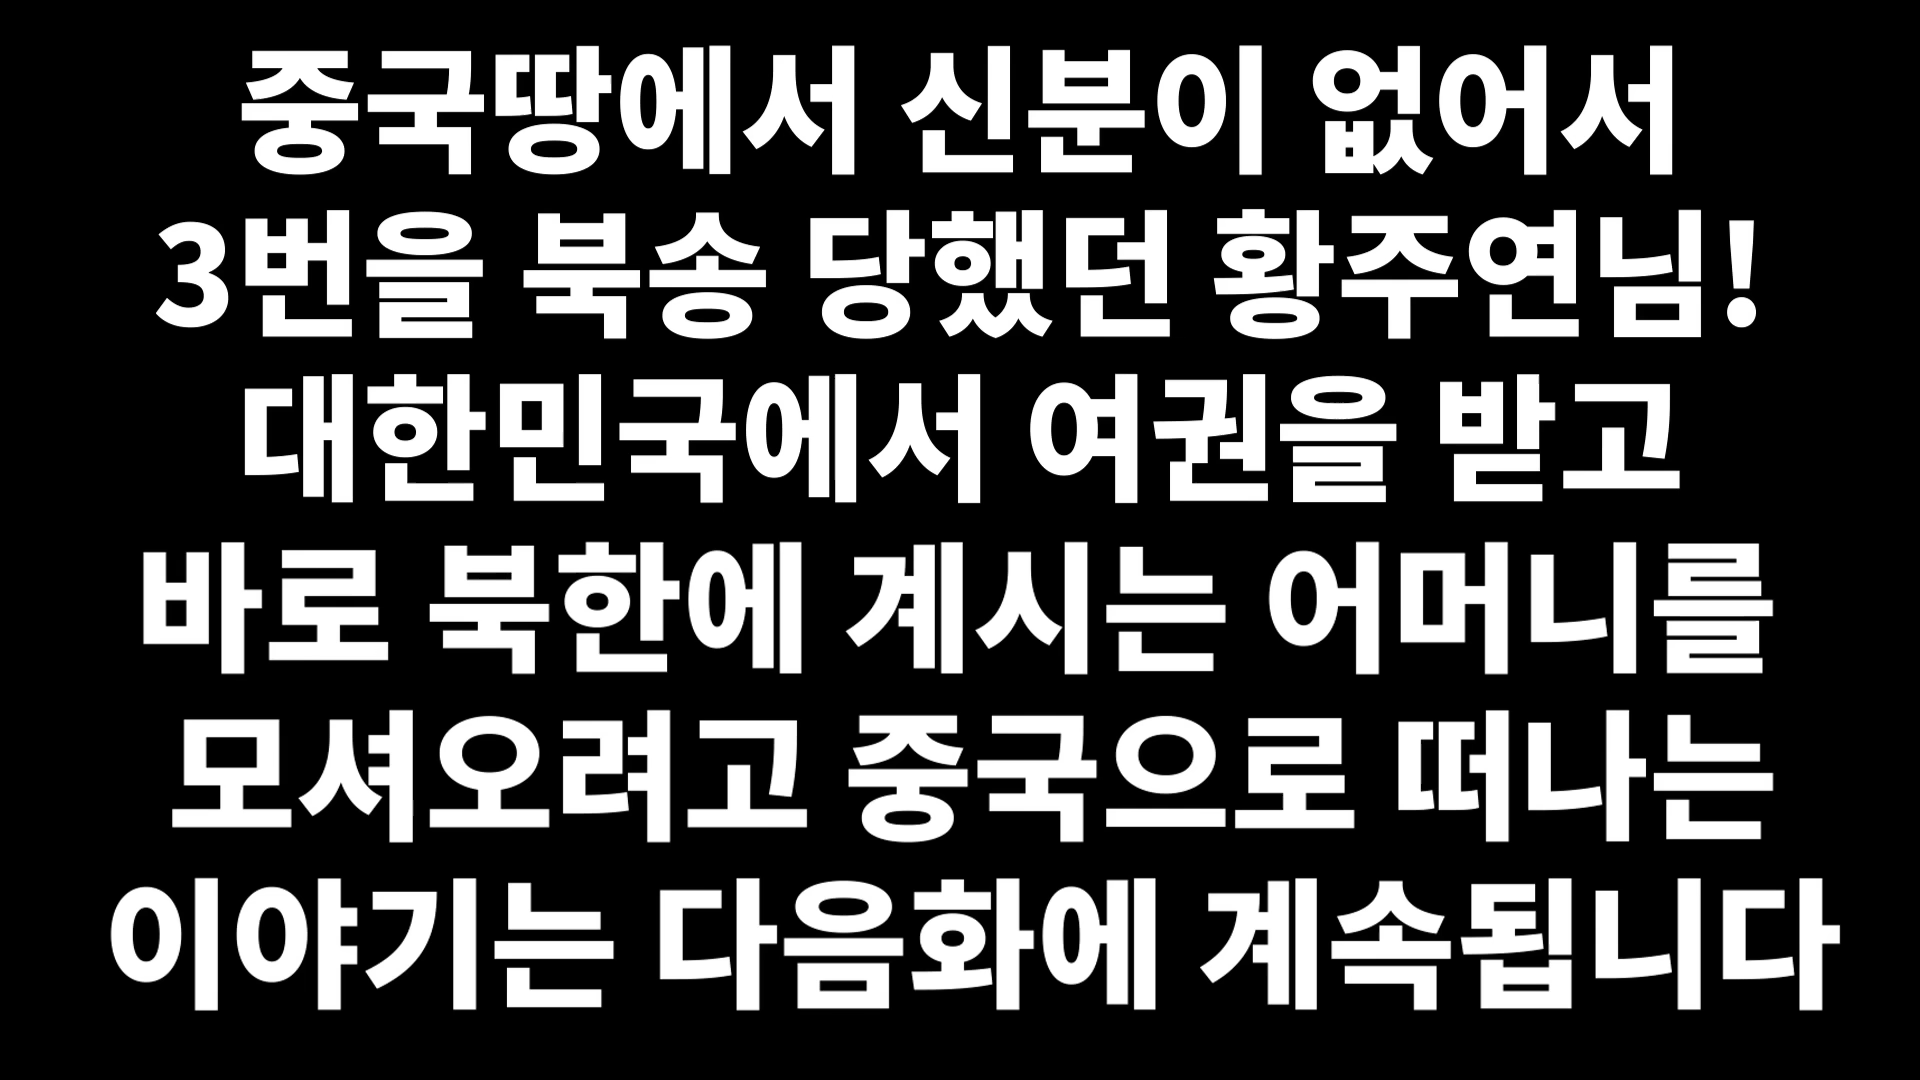 중국땅에서 신분이 없어서
3번을 북송 당했던 황주연님!
대한민국에서 여권을 받고
바로 북한에 계시는 어머니를
모셔오려고 중국으로 떠나는
이야기는 다음화에 계속됩니다